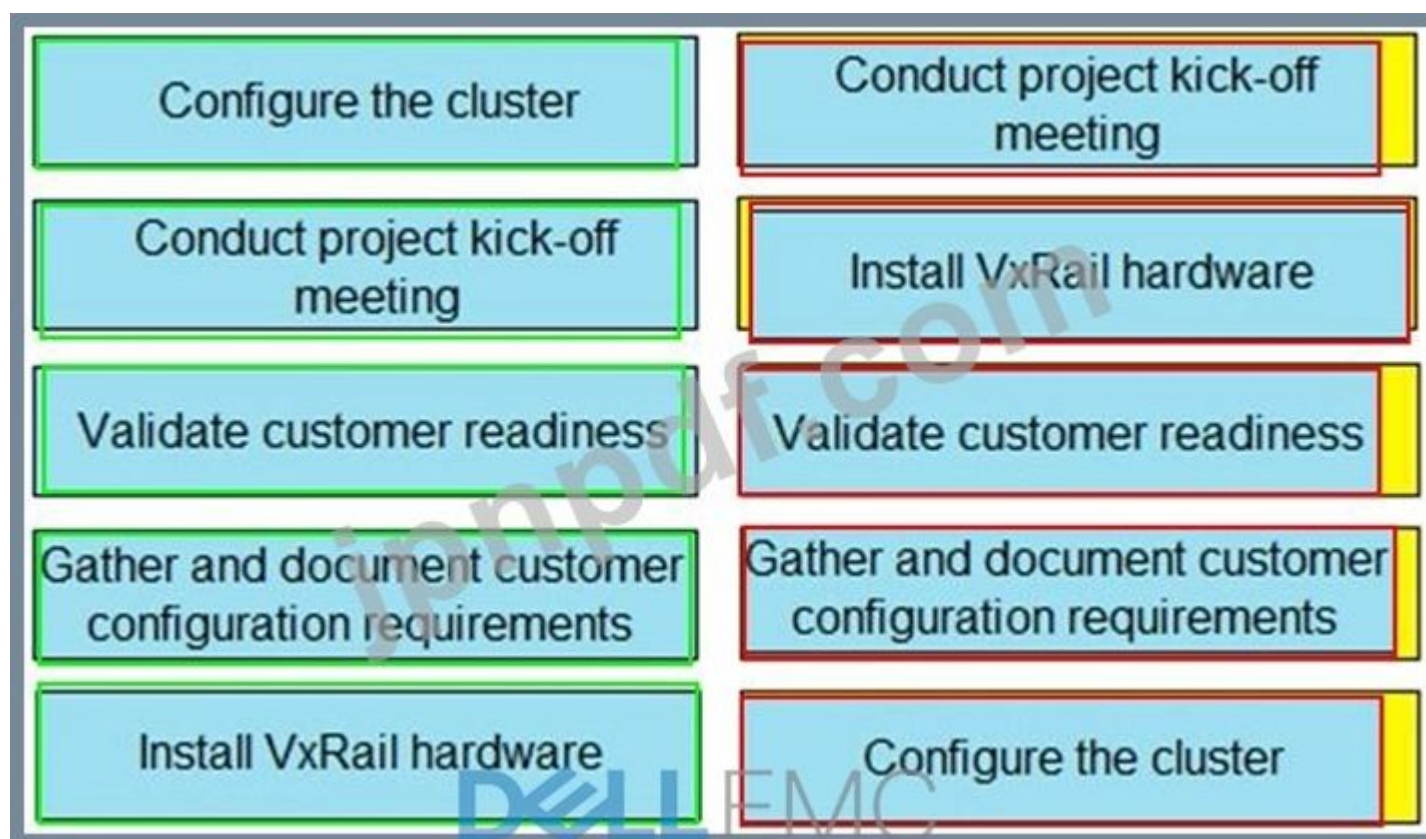 Configure the cluster
Conduct project kick-off
meeting
Validate customer readiness
Gather and document customer
configuration requirements
Install VxRail hardware
Conduct project kick-off
meeting
Install VxRail hardware
Validate customer readiness
Gather and document customer
configuration requirements
Configure the cluster
jpnpdf.com
DELL EMC